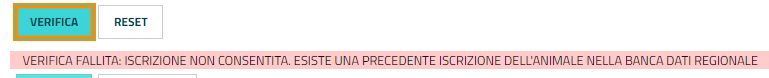 VERIFICA RESET
VERIFICA FALLITA: ISCRIZIONE NON CONSENTITA. ESISTE UNA PRECEDENTE ISCRIZIONE DELL'ANIMALE NELLA BANCA DATI REGIONALE